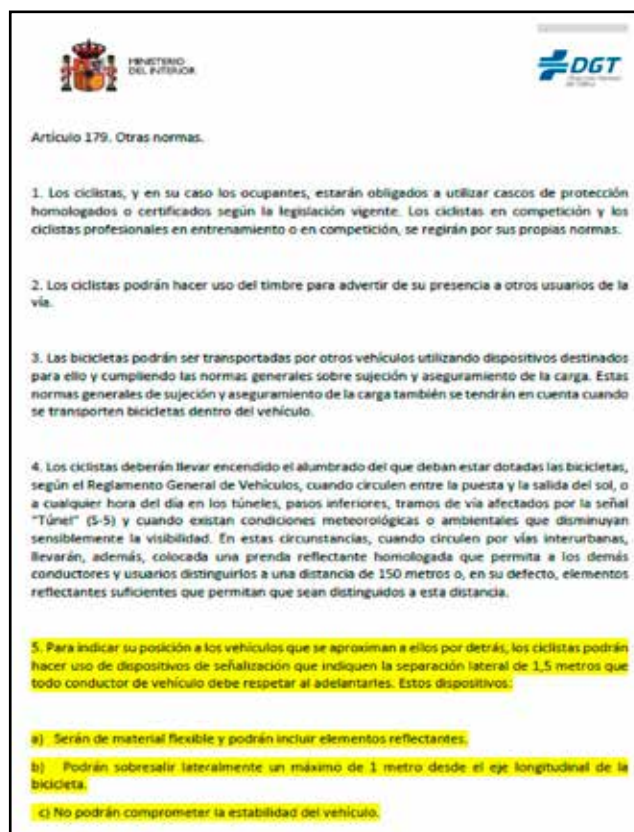 MINISTERIO
DEL INTERIOR
DGT
Artículo 179. Otras normas.
1. Los ciclistas, y en su caso los ocupantes, estarán obligados a utilizar cascos de protección
homologados o certificados según la legislación vigente. Los ciclistas en competición y los
ciclistas profesionales en entrenamiento o en competición, se regirán por sus propias normas.
2. Los ciclistas podrán hacer uso del timbre para advertir de su presencia a otros usuarios de la
vía.
3. Las bicicletas podrán ser transportadas por otros vehículos utilizando dispositivos destinados
para ello y cumpliendo las normas generales sobre sujeción y aseguramiento de la carga. Estas
normas generales de sujeción y aseguramiento de la carga también se tendrán en cuenta cuando
se transporten bicicletas dentro del vehículo.
4. Los ciclistas deberán llevar encendido el alumbrado del que deban estar dotadas las bicicletas,
según el Reglamento General de Vehículos, cuando circulen entre la puesta y la salida del sol, o
a cualquier hora del día en los túneles, pasos inferiores, tramos de vía afectados por la señal
"Túnel" (S-5) y cuando existan condiciones meteorológicas o ambientales que disminuyan
sensiblemente la visibilidad. En estas circunstancias, cuando circulen por vías interurbanas,
llevarán, además, colocada una prenda reflectante homologada que permita a los demás
conductores y usuarios distinguirlos a una distancia de 150 metros o, en su defecto, elementos
reflectantes suficientes que permitan que sean distinguidos a esta distancia.
5. Para indicar su posición a los vehículos que se aproximan a ellos por detrás, los ciclistas podrán
hacer uso de dispositivos de señalización que indiquen la separación lateral de 1,5 metros que
todo conductor de vehículo debe respetar al adelantarles. Estos dispositivos:
a) Serán de material flexible y podrán incluir elementos reflectantes.
b) Podrán sobresalir lateralmente un máximo de 1 metro desde el eje longitudinal de la
bicicleta.
c) No podrán comprometer la estabilidad del vehículo.